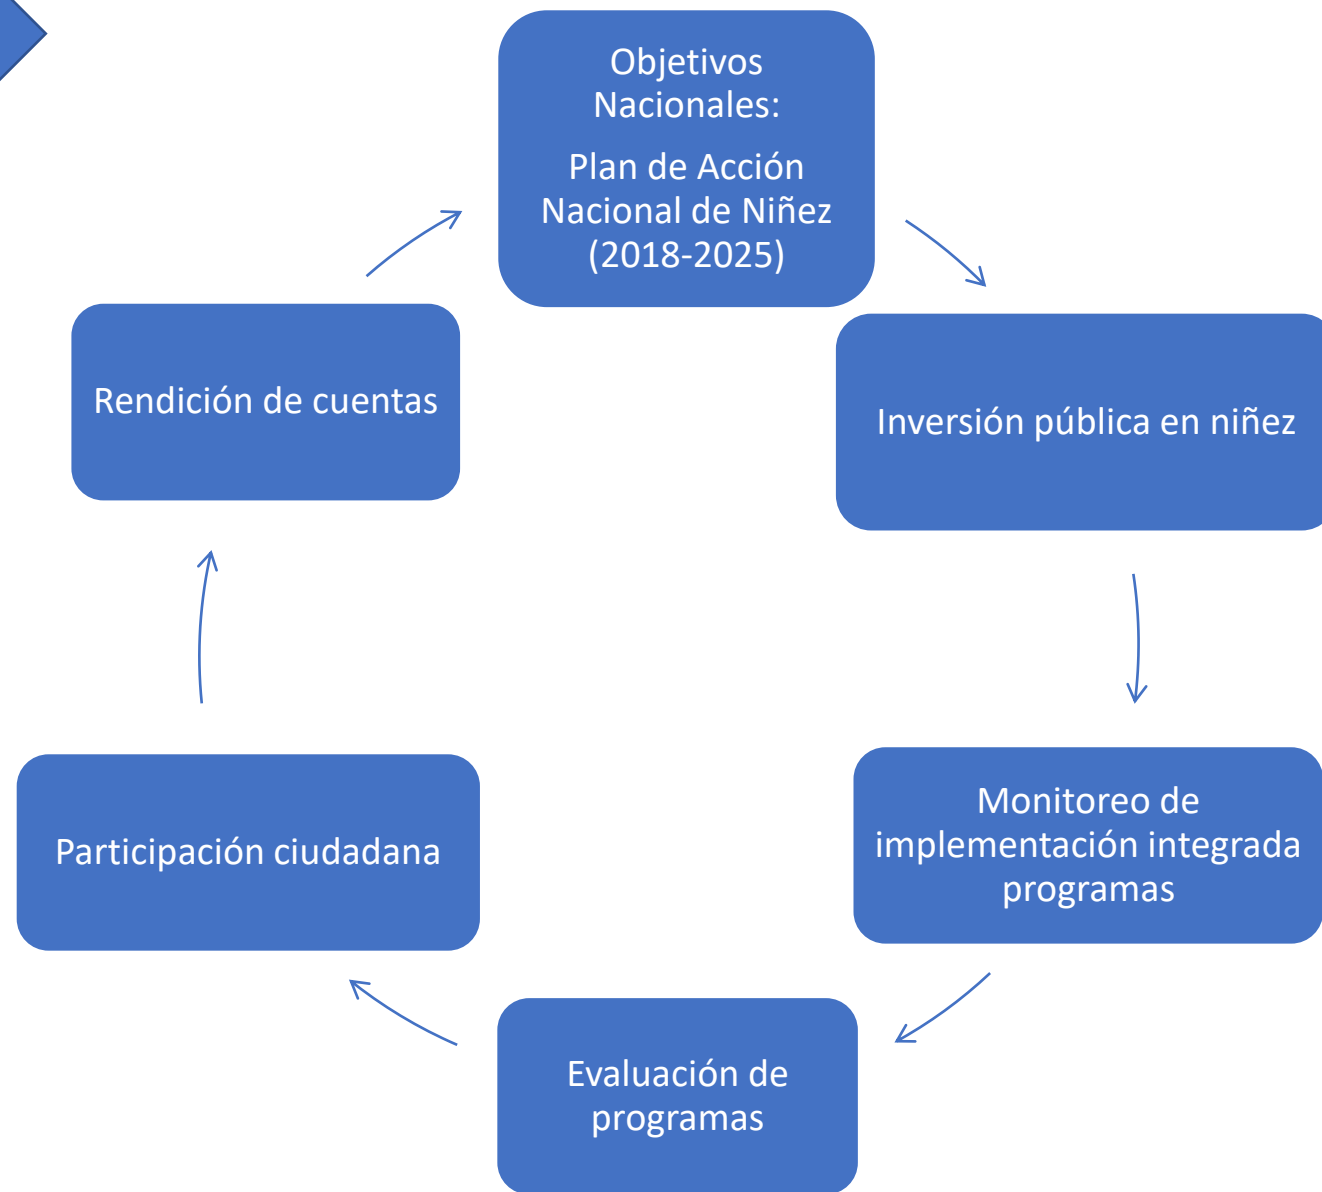 Objetivos
Nacionales:
Plan de Acción
Nacional de Niñez
(2018-2025)
Inversión pública en niñez
Monitoreo de
implementación integrada
programas
Evaluación de
programas
Participación ciudadana
Rendición de cuentas